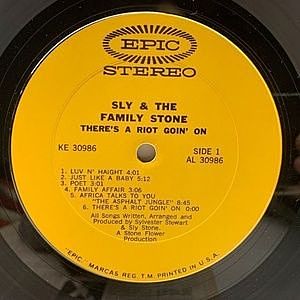 EPIC
STEREO
SLY & THE
FAMILY STONE
THERE'S A RIOT GOIN' ON
KE 30986
SIDE 1
AL 30986
1. LUV N' HAIGHT 4:01
2. JUST LIKE A BABY 5:12
3. POET 3:01
4. FAMILY AFFAIR 3:06
5. AFRICA TALKS TO YOU
"THE ASPHALT JUNGLE" 8:45
6. THERE'S A RIOT GOIN' ON 0:00
All Songs Written, Arranged and
Produced by Sylvester Stewart
& Sly Stone.
A Stone Flower
Production
"EPIC," MARCAS REG. T.M. PRINTED IN U.S.A.